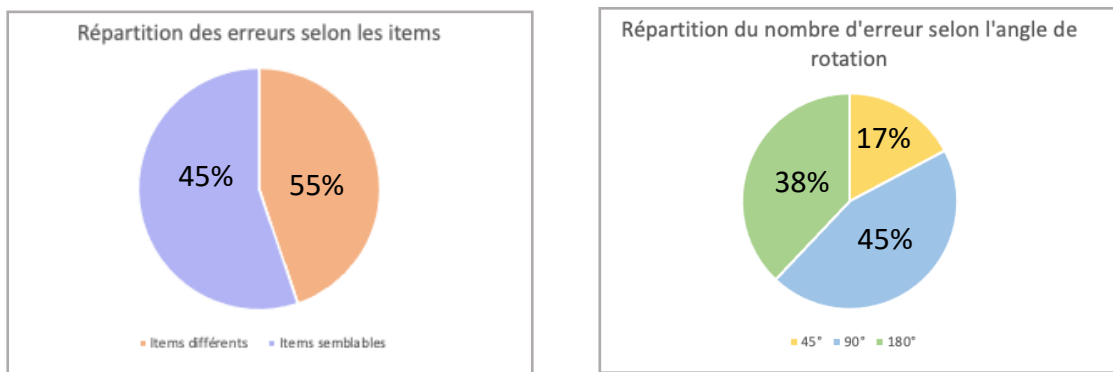 Répartition des erreurs selon les items
45%
55%
Items différents
Items semblables
Répartition du nombre d'erreur selon l'angle de
rotation
17%
38%
45%
45°
90°
180°